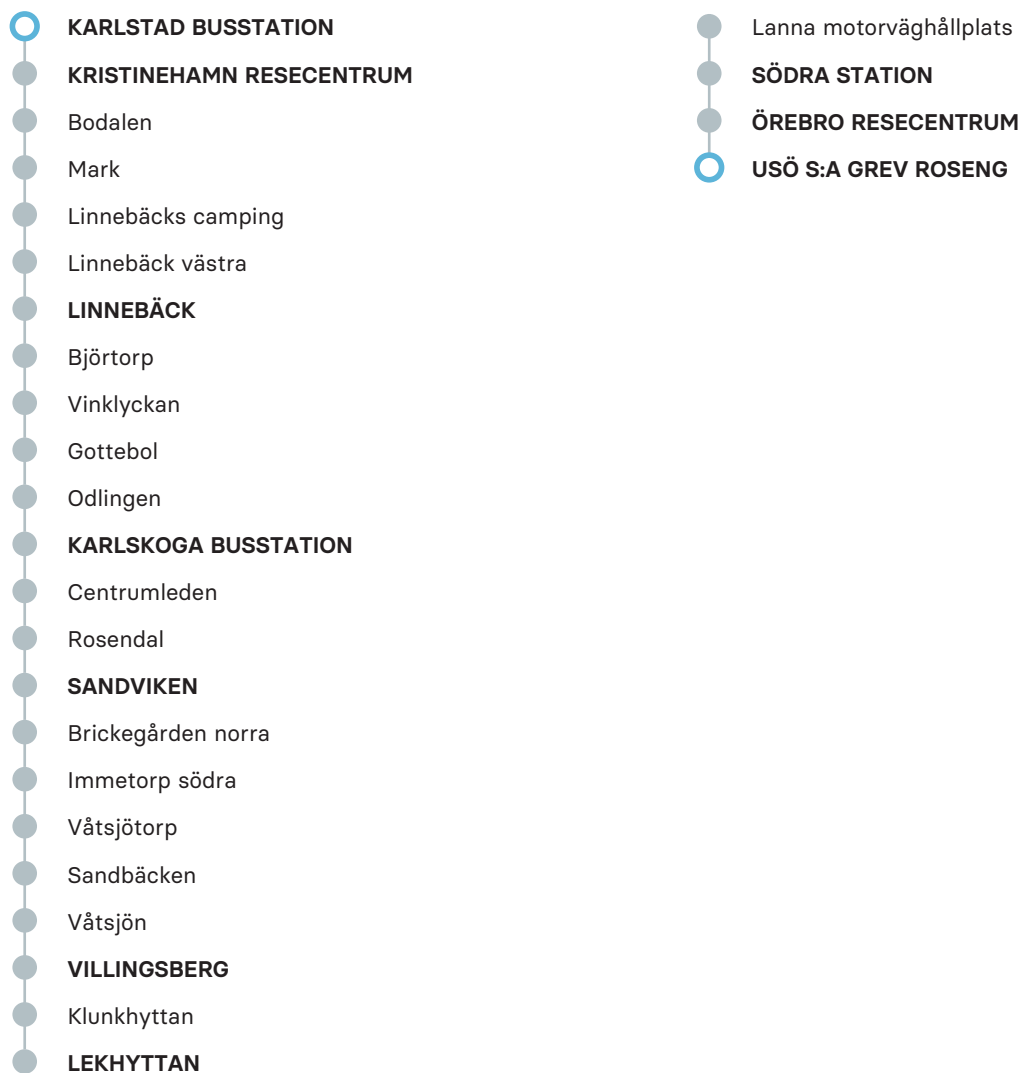 KARLSTAD BUSSTATION
KRISTINEHAMN RESECENTRUM
Bodalen
Mark
Linnebäcks camping
Linnebäck västra
LINNEBÄCK
Björtorp
Vinklyckan
Gottebol
Odlingen
KARLSKOGA BUSSTATION
Centrumleden
Rosendal
SANDVIKEN
Brickegården norra
Immetorp södra
Våtsjötorp
Sandbäcken
Våtsjön
VILLINGSBERG
Klunkhyttan
LEKHYTTAN
Lanna motorväghållplats
SÖDRA STATION
ÖREBRO RESECENTRUM
USÖ S:A GREV ROSENG